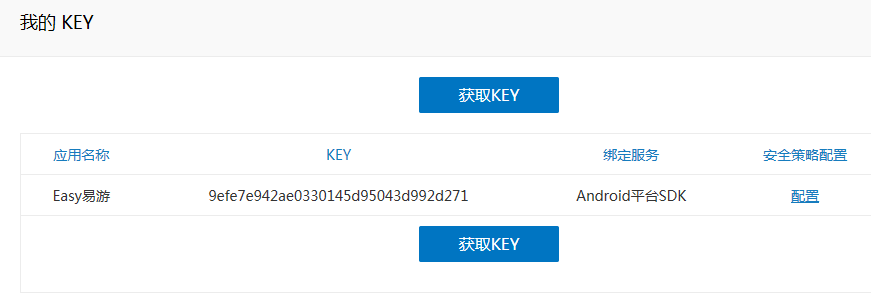 我的 KEY
获取KEY
应用名称 KEY 绑定服务 安全策略配置
Easy易游 9efe7e942ae0330145d95043d992d271 Android平台SDK 配置
获取KEY